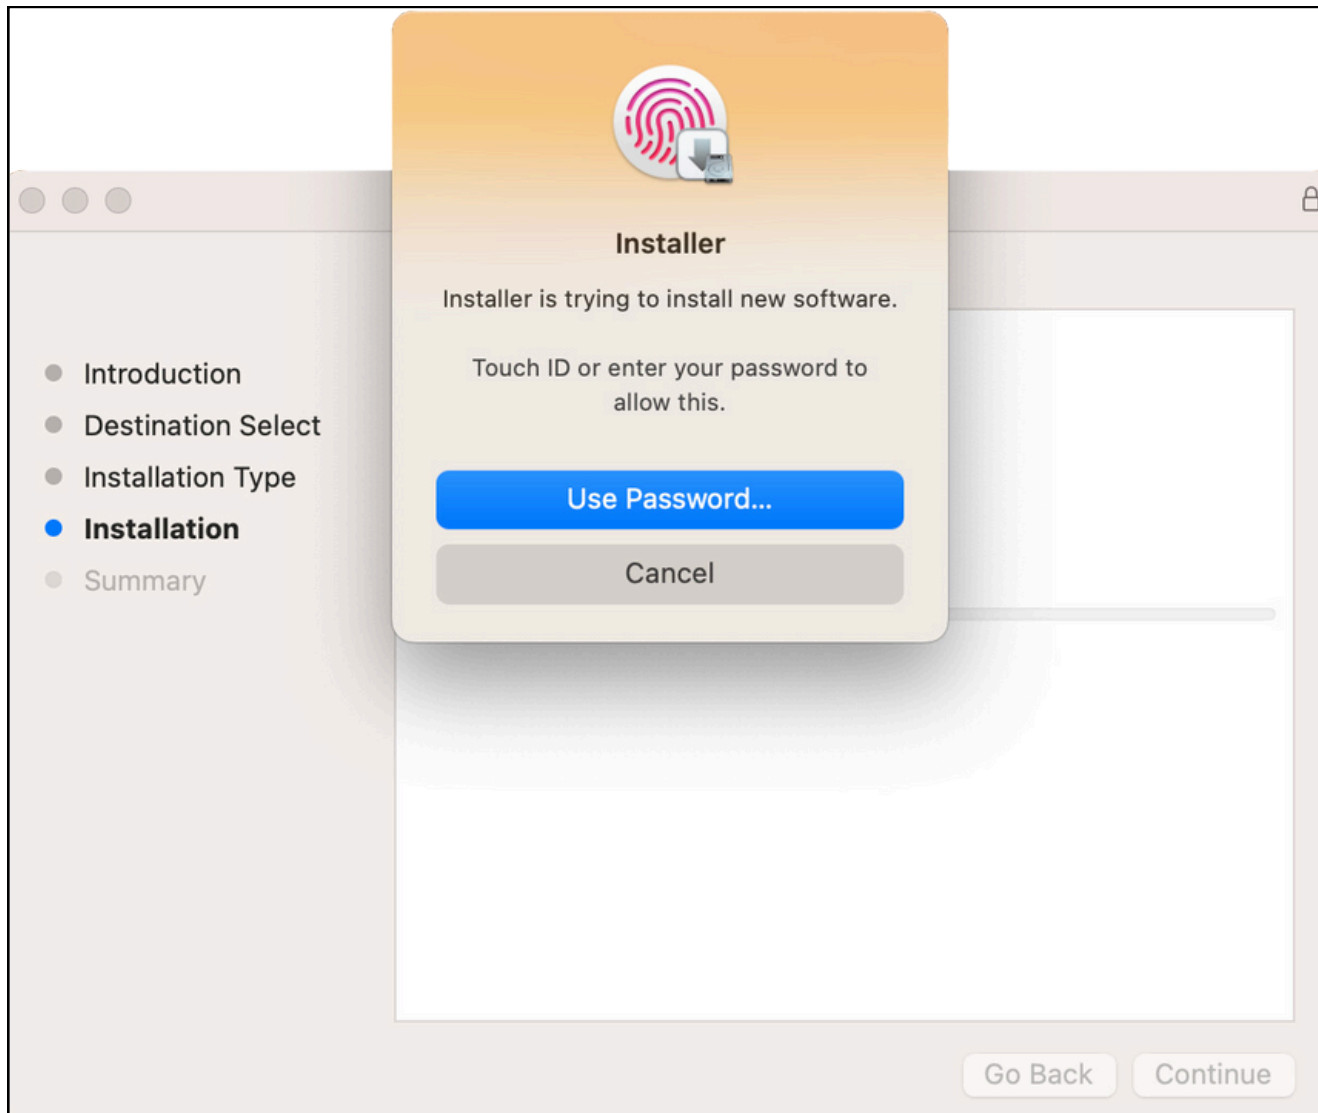 Installer
Installer is trying to install new software.
Touch ID or enter your password to
allow this.
Use Password...
Cancel
Introduction
Destination Select
Installation Type
Installation
Summary
Go Back
Continue